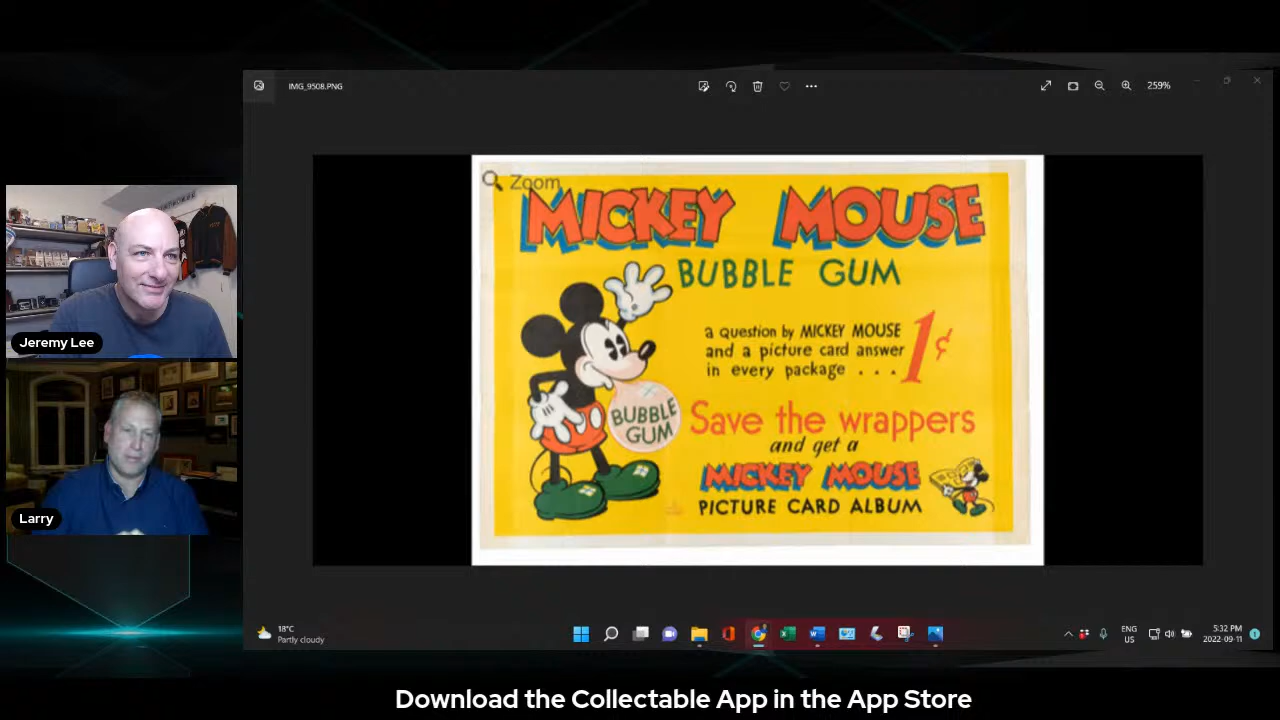 IMG_9508.PNG
259%
Zoom
MICKEY MOUSE
BUBBLE GUM
a question by MICKEY MOUSE
and a picture card answer
in every package . . .
1¢
BUBBLE
GUM
Save the wrappers
and get a
MICKEY MOUSE
PICTURE CARD ALBUM
Jeremy Lee
Larry
18°C
Partly cloudy
ENG
US
5:32 PM
2022-09-11
1
Download the Collectable App in the App Store